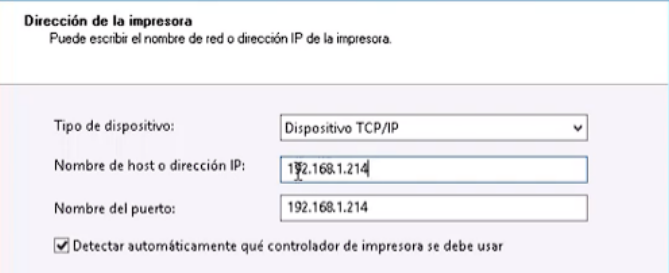 Dirección de la impresora
Puede escribir el nombre de red o dirección IP de la impresora.
Tipo de dispositivo: Dispositivo TCP/IP
Nombre de host o dirección IP: 192.168.1.214
Nombre del puerto: 192.168.1.214
Detectar automáticamente qué controlador de impresora se debe usar